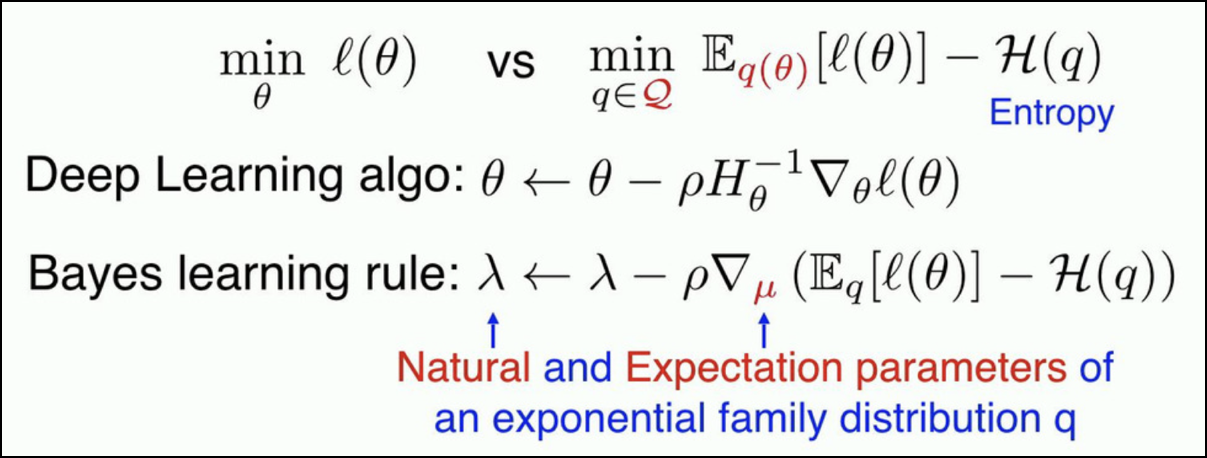 min_θ ℓ(θ) vs min_{q∈𝒬} 𝔼_{q(θ)}[ℓ(θ)] − ℋ(q)
Entropy
Deep Learning algo: θ ← θ − ρH_θ^{−1}∇_θℓ(θ)
Bayes learning rule: λ ← λ − ρ∇_μ (𝔼_q[ℓ(θ)] − ℋ(q))
Natural and Expectation parameters of
an exponential family distribution q